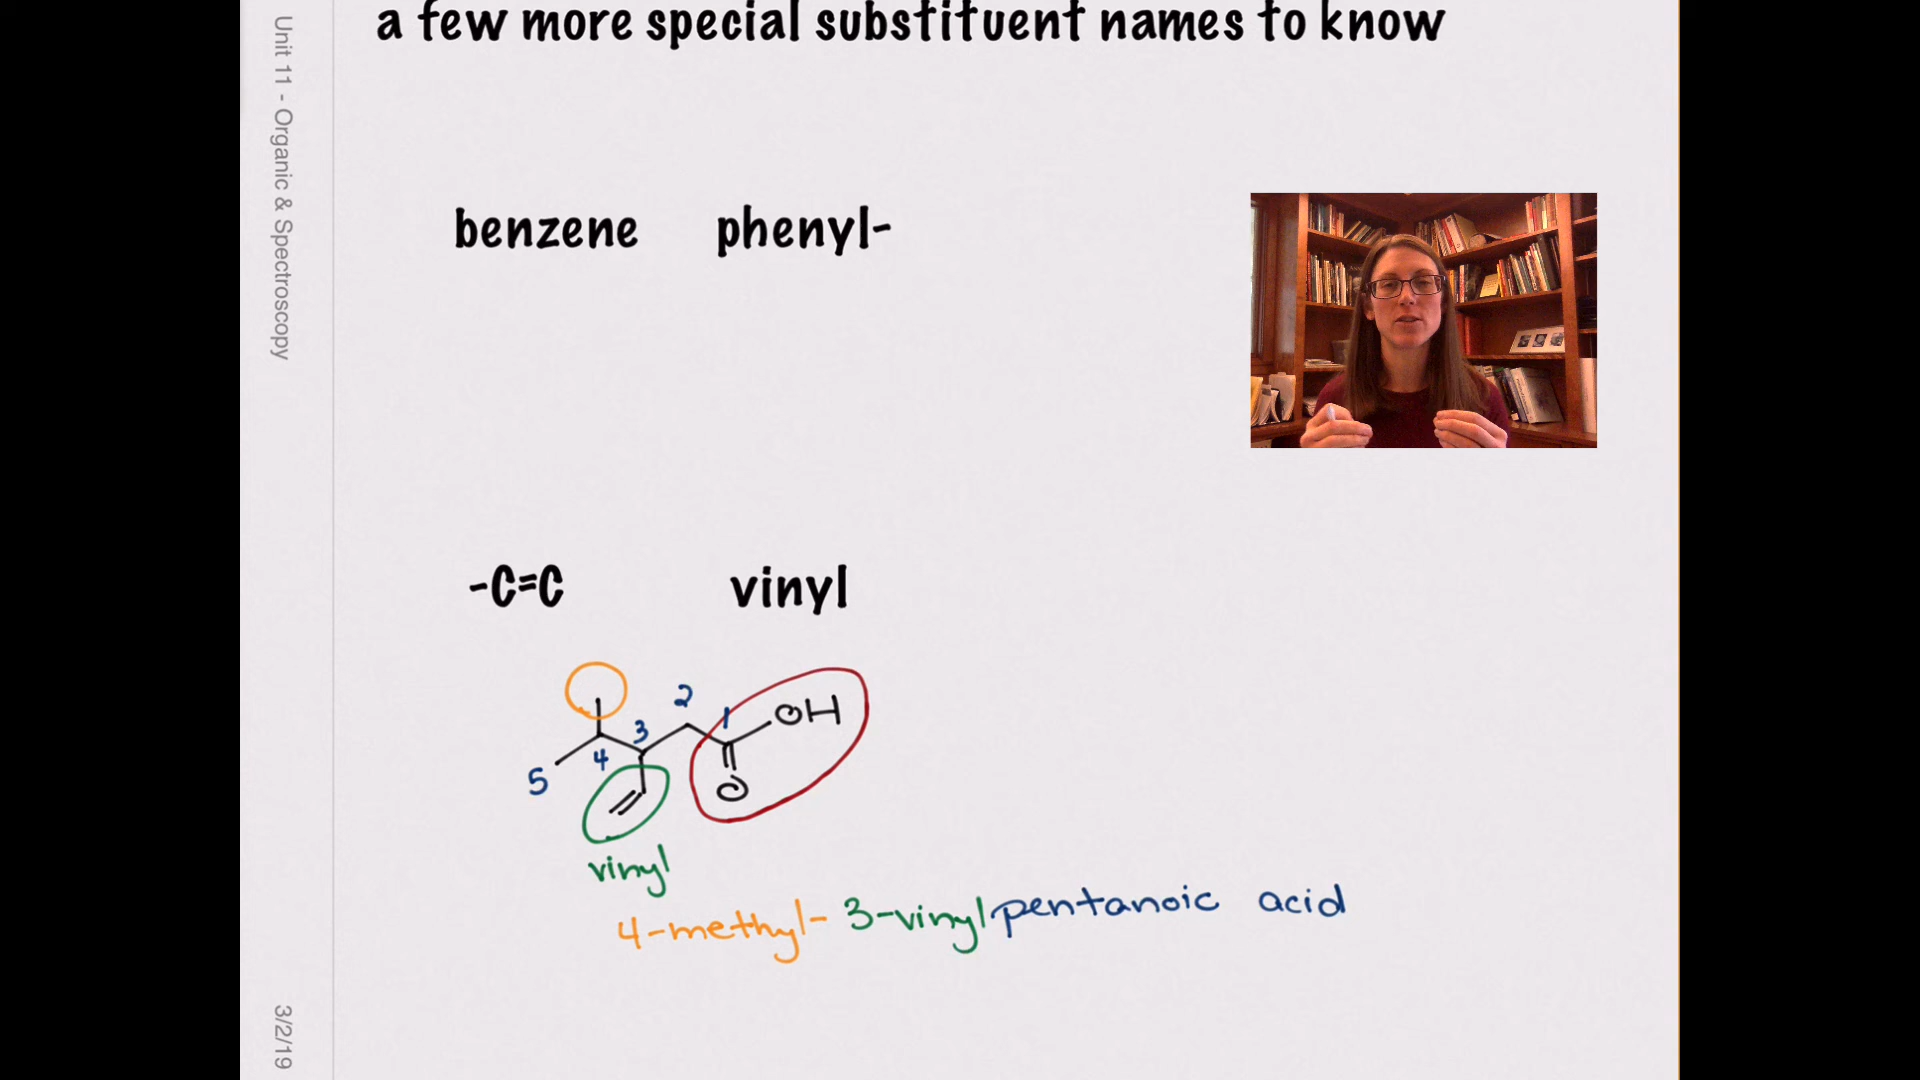 a few more special substituent names to know
Unit 11 - Organic & Spectroscopy
benzene phenyl-
-C=C vinyl
2
1
OH
3
4
5
O
vinyl
4-methyl-3-vinylpentanoic acid
3/2/19